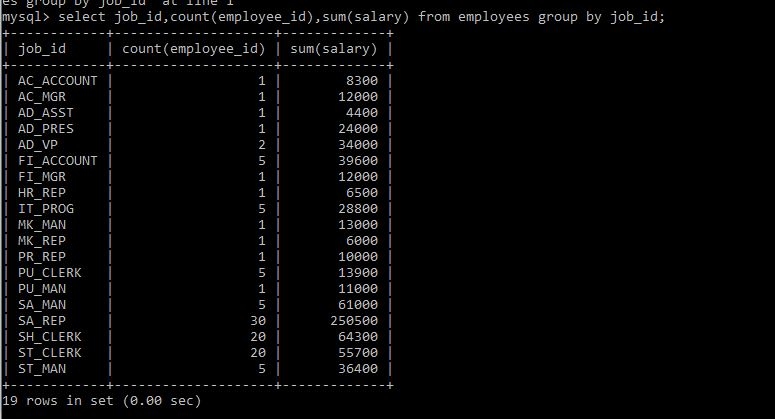 es group by job_id' at line 1
mysql> select job_id,count(employee_id),sum(salary) from employees group by job_id;
+------------+--------------------+-------------+
| job_id     | count(employee_id) | sum(salary) |
+------------+--------------------+-------------+
| AC_ACCOUNT |                  1 |        8300 |
| AC_MGR     |                  1 |       12000 |
| AD_ASST    |                  1 |        4400 |
| AD_PRES    |                  1 |       24000 |
| AD_VP      |                  2 |       34000 |
| FI_ACCOUNT |                  5 |       39600 |
| FI_MGR     |                  1 |       12000 |
| HR_REP     |                  1 |        6500 |
| IT_PROG    |                  5 |       28800 |
| MK_MAN     |                  1 |       13000 |
| MK_REP     |                  1 |        6000 |
| PR_REP     |                  1 |       10000 |
| PU_CLERK   |                  5 |       13900 |
| PU_MAN     |                  1 |       11000 |
| SA_MAN     |                  5 |       61000 |
| SA_REP     |                 30 |      250500 |
| SH_CLERK   |                 20 |       64300 |
| ST_CLERK   |                 20 |       55700 |
| ST_MAN     |                  5 |       36400 |
+------------+--------------------+-------------+
19 rows in set (0.00 sec)